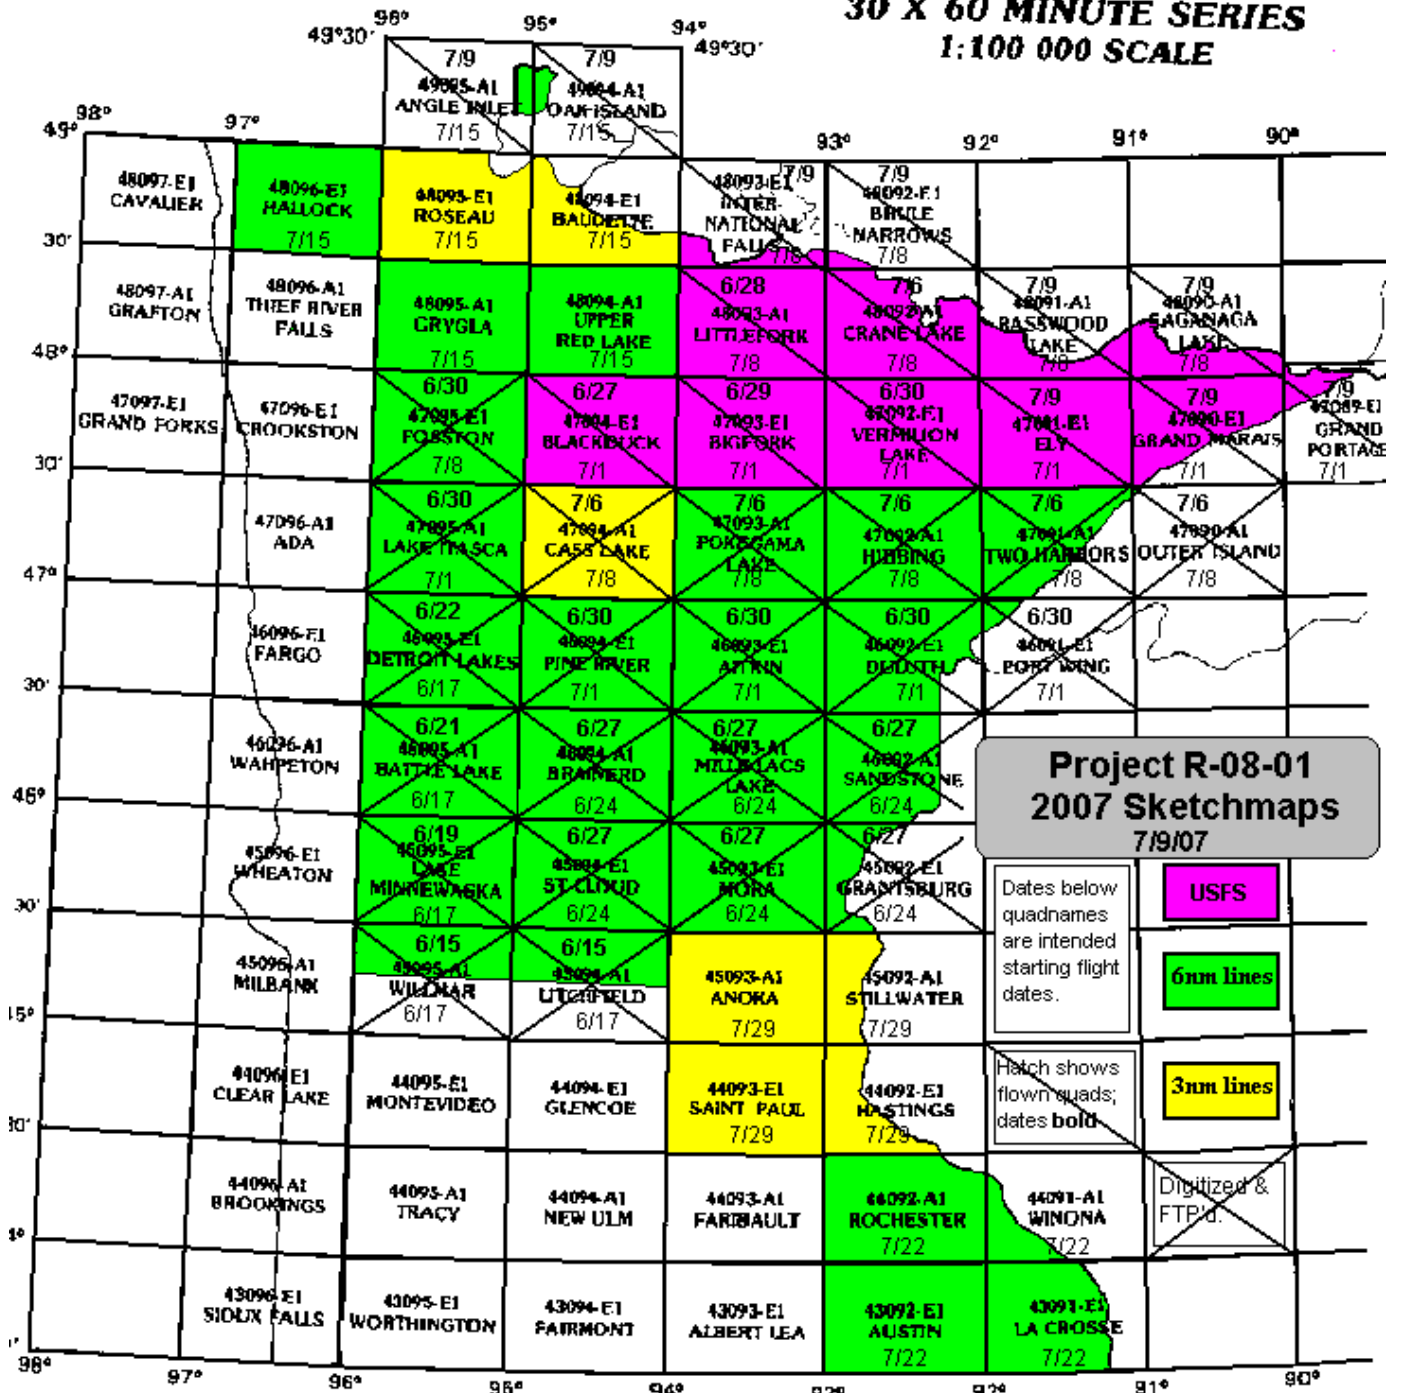 30 X 60 MINUTE SERIES
1:100 000 SCALE
96° 95° 94°
49°30' 49°30'
7/9 7/9
49095-A1 49094-A1
ANGLE INLET OAK ISLAND
7/15 7/15
98° 97° 93° 92° 91° 90°
49°
48097-E1
CAVALIER
48096-E1
HALLOCK
7/15
48095-E1
ROSEAU
7/15
48094-E1
BAUDETTE
7/15
7/9
48093-E1
INTER-
NATIONAL
FALLS
7/8
7/9
48092-E1
BRULE
NARROWS
7/8
30'
48097-A1
GRAFTON
48096-A1
THIEF RIVER
FALLS
48095-A1
GRYGLA
7/15
48094-A1
UPPER
RED LAKE
7/15
6/28
48093-A1
LITTLEFORK
7/8
7/6
48092-A1
CRANE LAKE
7/8
7/9
48091-A1
BASSWOOD
LAKE
7/8
7/9
48090-A1
SAGANAGA
LAKE
7/8
48°
47097-E1
GRAND FORKS
47096-E1
CROOKSTON
6/30
47095-E1
FOSSTON
7/8
6/27
47094-E1
BLACKDUCK
7/1
6/29
47093-E1
BIGFORK
7/1
6/30
47092-E1
VERMILION
LAKE
7/1
7/9
47091-E1
ELY
7/1
7/9
47090-E1
GRAND MARAIS
7/1
7/9
47089-E1
GRAND
PORTAGE
7/1
30'
47096-A1
ADA
6/30
47095-A1
LAKE ITASCA
7/1
7/6
47094-A1
CASS LAKE
7/8
7/6
47093-A1
POKEGAMA
LAKE
7/8
7/6
47092-A1
HIBBING
7/8
7/6
47091-A1
TWO HARBORS
7/8
7/6
47090-A1
OUTER ISLAND
7/8
47°
46096-E1
FARGO
6/22
46095-E1
DETROIT LAKES
6/17
6/30
46094-E1
PINE RIVER
7/1
6/30
46093-E1
AITKIN
7/1
6/30
46092-E1
DULUTH
7/1
6/30
46091-E1
PORT WING
7/1
30'
46096-A1
WAHPETON
6/21
46095-A1
BATTLE LAKE
6/17
6/27
46094-A1
BRAINERD
6/24
6/27
46093-A1
MILLE LACS
LAKE
6/24
6/27
46092-A1
SANDSTONE
6/24
Project R-08-01
2007 Sketchmaps
7/9/07
46°
45096-E1
WHEATON
6/19
45095-E1
LAKE
MINNEWASKA
6/17
6/27
45094-E1
ST CLOUD
6/24
6/27
45093-E1
MORA
6/24
6/27
45092-E1
GRANTSBURG
6/24
Dates below
quadnames
are intended
starting flight
dates.
USFS
6nm lines
3nm lines
30'
45096-A1
MILBANK
6/15
45095-A1
WILLMAR
6/17
6/15
45094-A1
LITCHFIELD
6/17
45093-A1
ANOKA
7/29
45092-A1
STILLWATER
7/29
15°
44096-E1
CLEAR LAKE
44095-E1
MONTEVIDEO
44094-E1
GLENCOE
44093-E1
SAINT PAUL
7/29
44092-E1
HASTINGS
7/29
Hatch shows
flown quads;
dates bold
30'
44096-A1
BROOKINGS
44095-A1
TRACY
44094-A1
NEW ULM
44093-A1
FARIBAULT
44092-A1
ROCHESTER
7/22
44091-A1
WINONA
7/22
Digitized &
FTP'd.
43096-E1
SIOUX FALLS
43095-E1
WORTHINGTON
43094-E1
FAIRMONT
43093-E1
ALBERT LEA
43092-E1
AUSTIN
7/22
43091-E1
LA CROSSE
7/22
98° 97° 96° 95° 94° 93° 92° 91° 90°